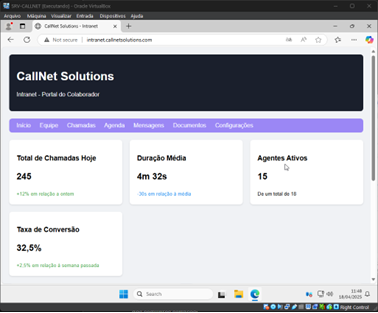 SRV-CALLNET [Executando] - Oracle VirtualBox
Arquivo Máquina Visualizar Entrada Dispositivos Ajuda
CallNet Solutions - Intranet
Not secure intranet.callnetsolutions.com
CallNet Solutions
Intranet - Portal do Colaborador
Início Equipe Chamadas Agenda Mensagens Documentos Configurações
Total de Chamadas Hoje
245
+12% em relação a ontem
Duração Média
4m 32s
-30s em relação à média
Agentes Ativos
15
De um total de 18
Taxa de Conversão
32,5%
+2.5% em relação à semana passada
Search
11:48
18/04/2025
Right Control